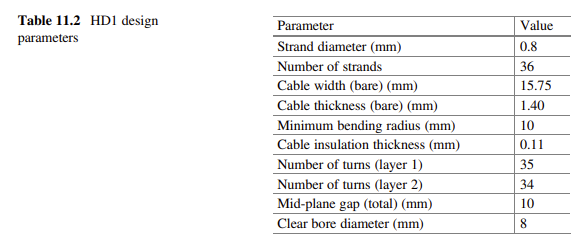 Table 11.2 HD1 design
parameters
Parameter Value
Strand diameter (mm) 0.8
Number of strands 36
Cable width (bare) (mm) 15.75
Cable thickness (bare) (mm) 1.40
Minimum bending radius (mm) 10
Cable insulation thickness (mm) 0.11
Number of turns (layer 1) 35
Number of turns (layer 2) 34
Mid-plane gap (total) (mm) 10
Clear bore diameter (mm) 8